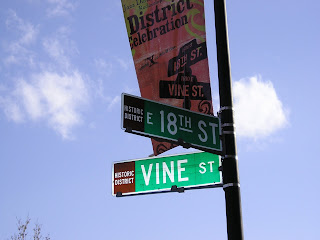 District
Celebration
18TH ST.
VINE ST.
HISTORIC
DISTRICT
E 18TH ST
HISTORIC
DISTRICT
VINE ST